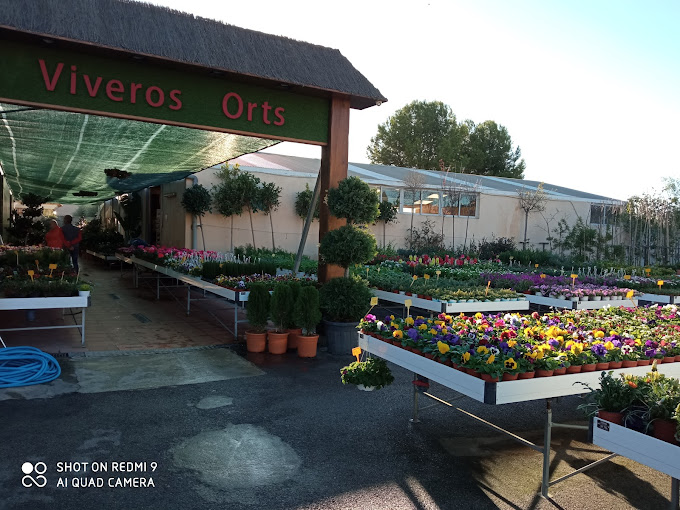 Viveros Orts
SHOT ON REDMI 9
AI QUAD CAMERA